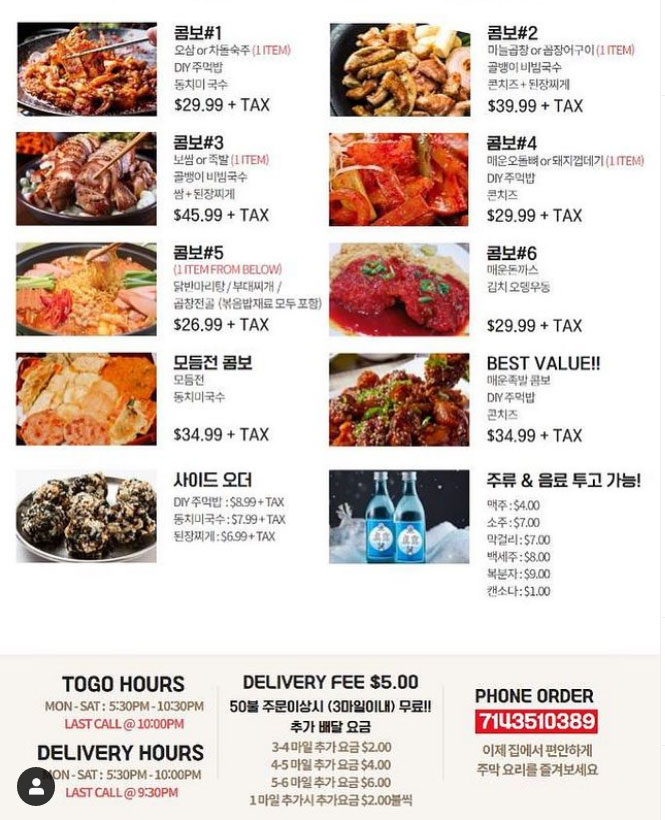 콤보#1
오삼 or 차돌숙주 (1 ITEM)
DIY 주먹밥
동치미 국수
$29.99 + TAX
콤보#2
마늘곱창 or 꼼장어구이 (1 ITEM)
골뱅이 비빔국수
콘치즈 + 된장찌게
$39.99 + TAX
콤보#3
보쌈 or 족발 (1 ITEM)
골뱅이 비빔국수
쌈 + 된장찌게
$45.99 + TAX
콤보#4
매운오돌뼈 or 돼지껍데기 (1 ITEM)
DIY 주먹밥
콘치즈
$29.99 + TAX
콤보#5
(1 ITEM FROM BELOW)
닭반마리탕 / 부대찌개 /
곱창전골 (볶음밥재료 모두 포함)
$26.99 + TAX
콤보#6
매운돈까스
김치 오뎅우동
$29.99 + TAX
모듬전 콤보
모듬전
동치미국수
$34.99 + TAX
BEST VALUE!!
매운족발 콤보
DIY 주먹밥
콘치즈
$34.99 + TAX
사이드 오더
DIY 주먹밥 : $8.99 + TAX
동치미국수 : $7.99 + TAX
된장찌게 : $6.99 + TAX
주류 & 음료 투고 가능!
맥주 : $4.00
소주 : $7.00
막걸리 : $7.00
백세주 : $8.00
복분자 : $9.00
캔소다 : $1.00
TOGO HOURS
MON - SAT : 5:30PM - 10:30PM
LAST CALL @ 10:00PM
DELIVERY HOURS
MON - SAT : 5:30PM - 10:00PM
LAST CALL @ 9:30PM
DELIVERY FEE $5.00
50불 주문이상시 (3마일이내) 무료!!
추가 배달 요금
3-4 마일 추가 요금 $2.00
4-5 마일 추가 요금 $4.00
5-6 마일 추가 요금 $6.00
1 마일 추가시 추가요금 $2.00불씩
PHONE ORDER
7143510389
이제 집에서 편안하게
주막 요리를 즐겨보세요